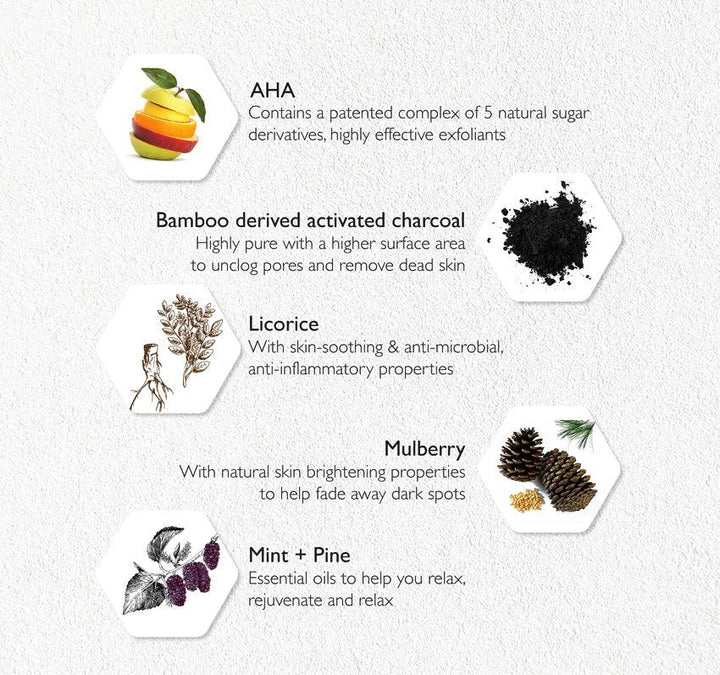 AHA
Contains a patented complex of 5 natural sugar
derivatives, highly effective exfoliants
Bamboo derived activated charcoal
Highly pure with a higher surface area
to unclog pores and remove dead skin
Licorice
With skin-soothing & anti-microbial,
anti-inflammatory properties
Mulberry
With natural skin brightening properties
to help fade away dark spots
Mint + Pine
Essential oils to help you relax,
rejuvenate and relax